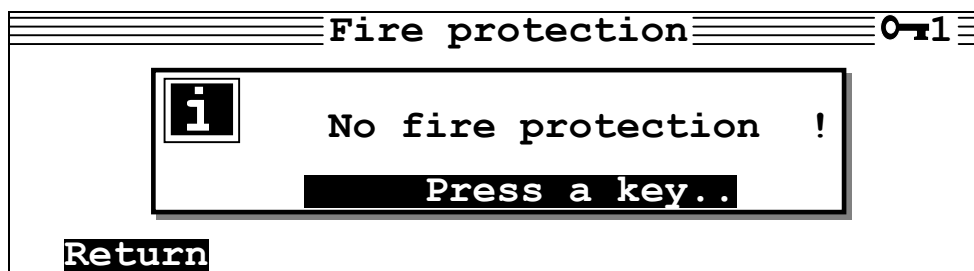 Fire protection 1
i
No fire protection !
Press a key..
Return